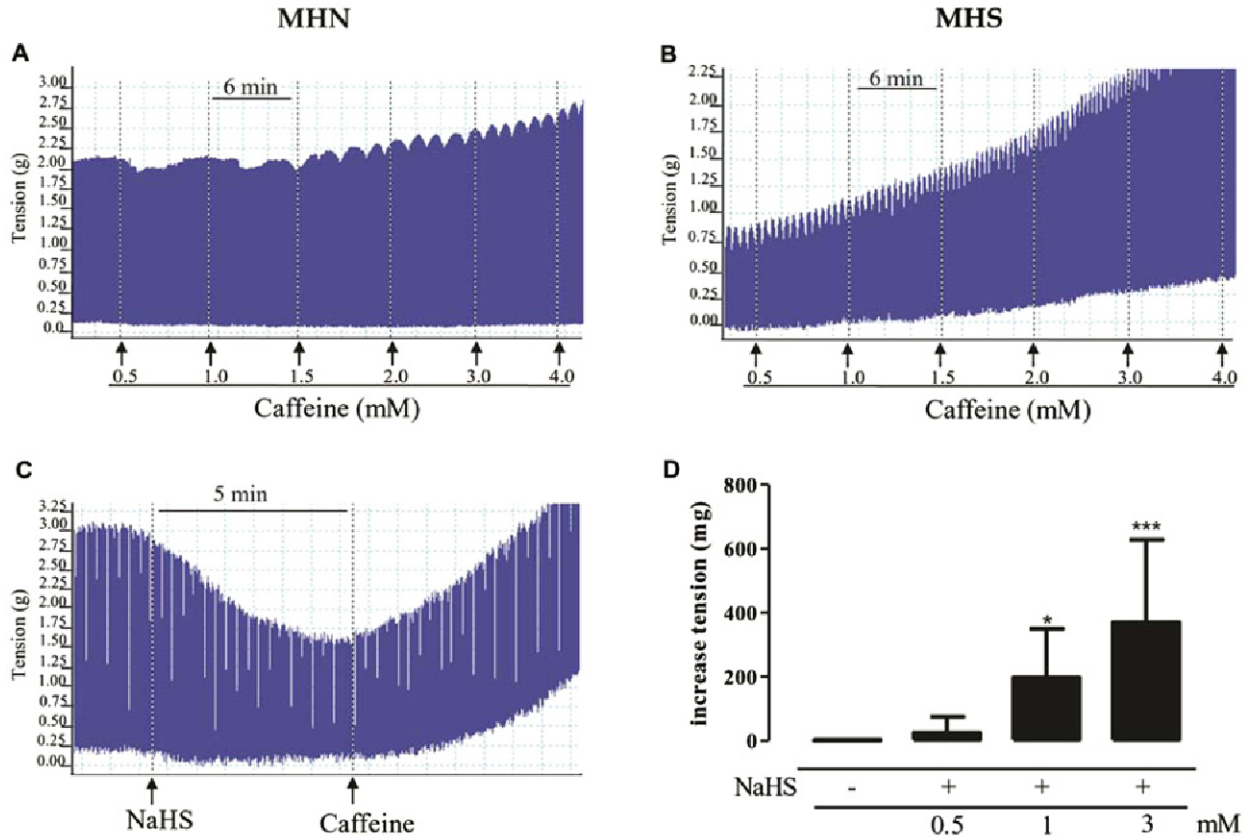 MHN
MHS
A
B
6 min
6 min
3.00
2.75
2.50
2.25
2.00
1.75
1.50
1.25
1.00
0.75
0.50
0.25
0.0
Tension (g)
2.25
2.00
1.75
1.50
1.25
1.00
0.75
0.50
0.25
0.00
Tension (g)
0.5 1.0 1.5 2.0 3.0 4.0
Caffeine (mM)
0.5 1.0 1.5 2.0 3.0 4.0
Caffeine (mM)
C
D
5 min
3.25
3.00
2.75
2.50
2.25
2.00
1.75
1.50
1.25
1.00
0.75
0.50
0.25
0.00
Tension (g)
NaHS Caffeine
800
600
400
200
0
increase tension (mg)
*
***
NaHS - + + +
0.5 1 3 mM